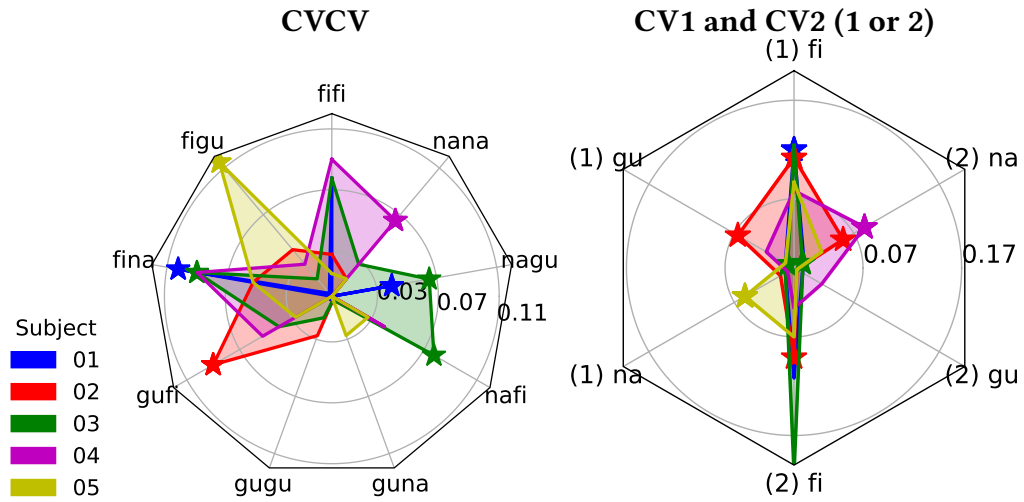 CVCV
CV1 and CV2 (1 or 2)
(1) fi
fifi
figu
nana
(1) gu
(2) na
fina
nagu
0.03
0.07
0.11
0.07
0.17
Subject
01
02
03
04
05
gufi
nafi
(1) na
(2) gu
gugu
guna
(2) fi